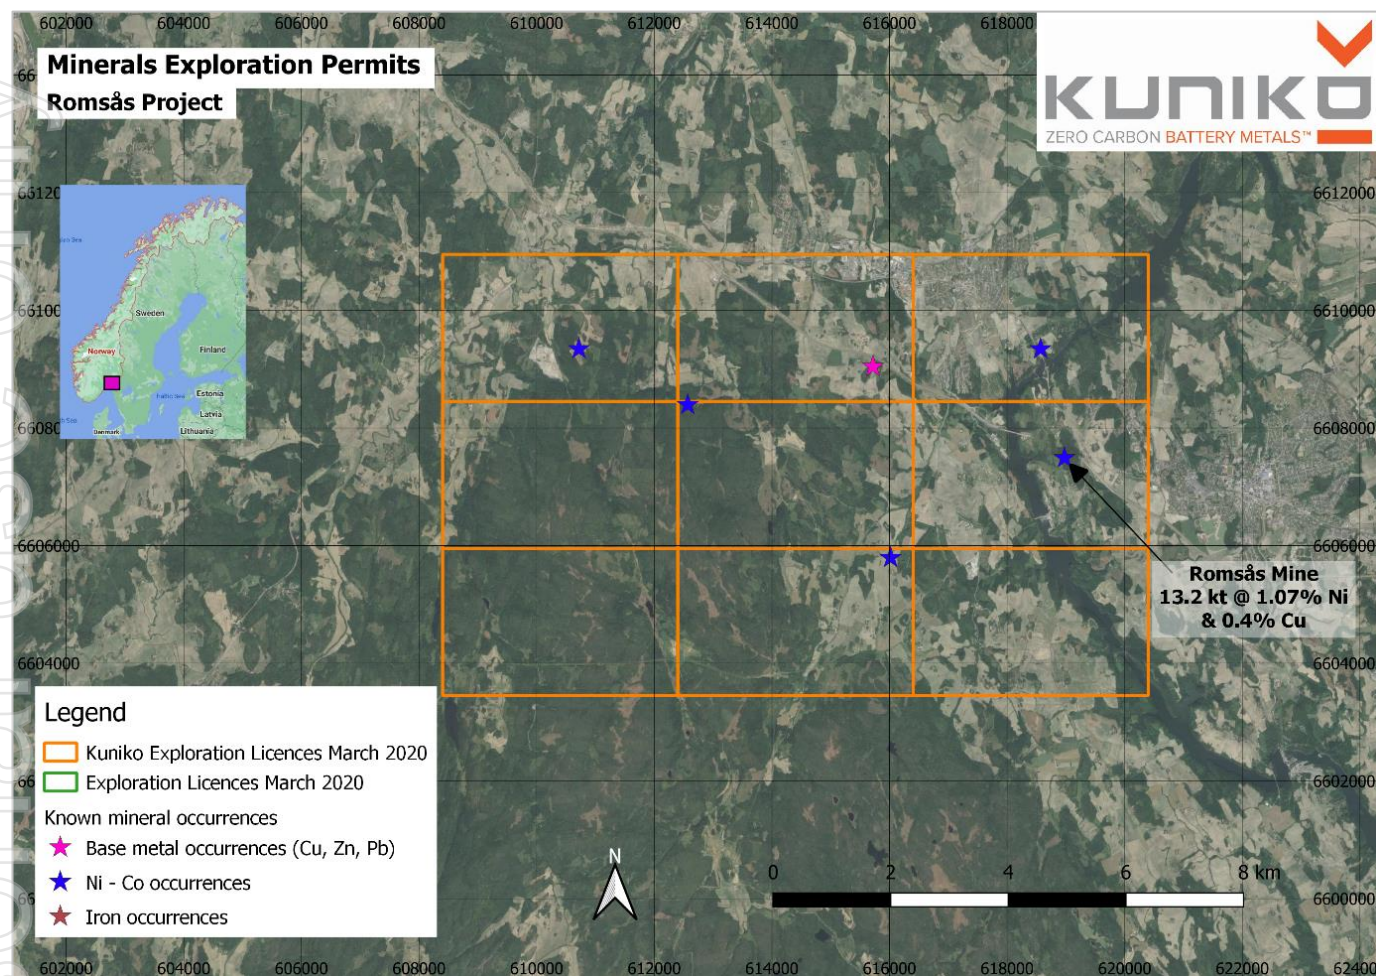 602000 604000 606000 608000 610000 612000 614000 616000 618000
Minerals Exploration Permits
Romsås Project
KUNIKO
ZERO CARBON BATTERY METALS™
6612000
Sweden
Norway
Finland
Estonia
Latvia
Lithuania
Denmark
Baltic Sea
6610000
6608000 6608000
6606000 6606000
Romsås Mine
13.2 kt @ 1.07% Ni
& 0.4% Cu
6604000 6604000
Legend
Kuniko Exploration Licences March 2020
Exploration Licences March 2020
Known mineral occurrences
Base metal occurrences (Cu, Zn, Pb)
Ni - Co occurrences
Iron occurrences
6602000
N
0 2 4 6 8 km
6600000
602000 604000 606000 608000 610000 612000 614000 616000 618000 620000 622000